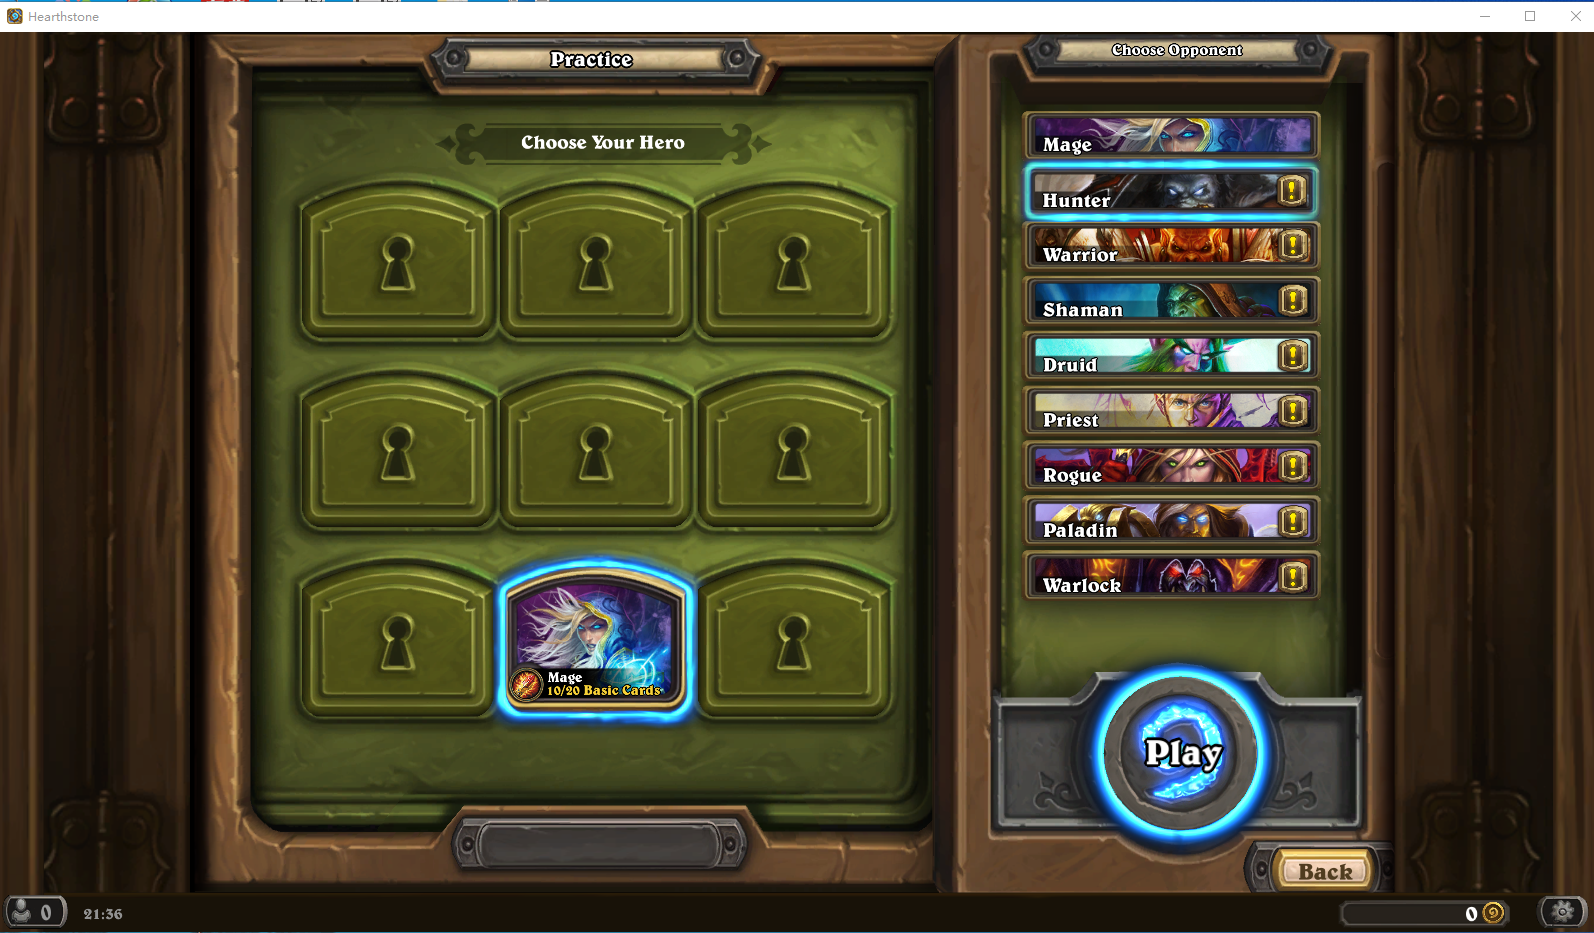 Hearthstone
Practice
Choose Opponent
Choose Your Hero
Mage
Hunter
Warrior
Shaman
Druid
Priest
Rogue
Paladin
Warlock
Mage
10/20 Basic Cards
Play
Back
0
21:36
0